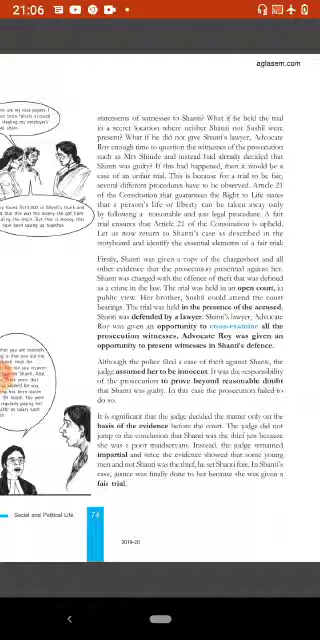 21:06
aglasem.com
statements of witnesses to Shanti? What if he held the trial
in a secret location where neither Shanti nor Sushil were
present? What if he did not give Shanti's lawyer, Advocate
Roy enough time to question the witnesses of the prosecution
such as Mrs Shinde and instead had already decided that
Shanti was guilty? If this had happened, then it would be a
case of an unfair trial. This is because for a trial to be fair,
several different procedures have to be observed. Article 21
of the Constitution that guarantees the Right to Life states
that a person's life or liberty can be taken away only
by following a reasonable and just legal procedure. A fair
trial ensures that Article 21 of the Constitution is upheld.
Let us now return to Shanti's case as described in the
storyboard and identify the essential elements of a fair trial:
Firstly, Shanti was given a copy of the chargesheet and all
other evidence that the prosecution presented against her.
Shanti was charged with the offence of theft that was defined
as a crime in the law. The trial was held in an open court, in
public view. Her brother, Sushil could attend the court
hearings. The trial was held in the presence of the accused.
Shanti was defended by a lawyer. Shanti's lawyer, Advocate
Roy was given an opportunity to cross-examine all the
prosecution witnesses. Advocate Roy was given an
opportunity to present witnesses in Shanti's defence.
Although the police filed a case of theft against Shanti, the
judge assumed her to be innocent. It was the responsibility
of the prosecution to prove beyond reasonable doubt
that Shanti was guilty. In this case the prosecution failed to
do so.
It is significant that the judge decided the matter only on the
basis of the evidence before the court. The judge did not
jump to the conclusion that Shanti was the thief just because
she was a poor maidservant. Instead, the judge remained
impartial and since the evidence showed that some young
men and not Shanti was the thief, he set Shanti free. In Shanti's
case, justice was finally done to her because she was given a
fair trial.
Social and Political Life
74
2019-20